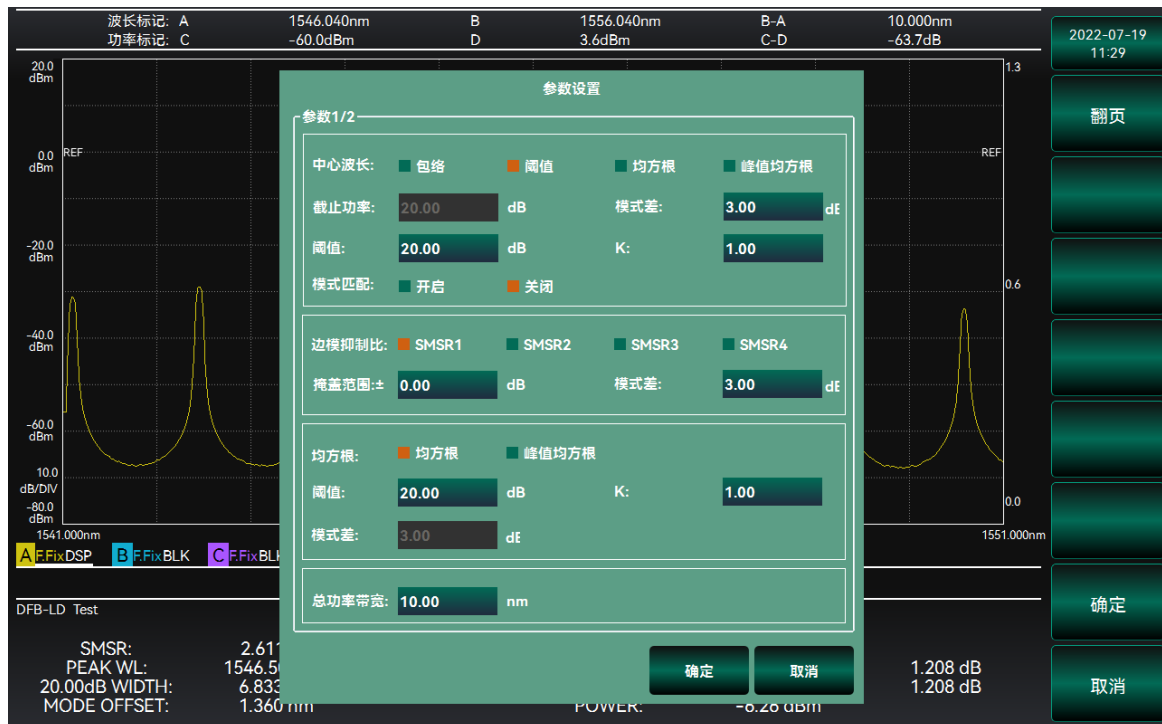 波长标记: A 1546.040nm B 1556.040nm B-A 10.000nm
功率标记: C -60.0dBm D 3.6dBm C-D -63.7dB
2022-07-19
11:29
翻页
确定
取消
20.0
dBm
1.3
REF
0.0
dBm
REF
-20.0
dBm
0.6
-40.0
dBm
-60.0
dBm
10.0
dB/DIV
-80.0
dBm
0.0
1541.000nm
1551.000nm
参数设置
参数1/2
中心波长: 包络 阈值 均方根 峰值均方根
截止功率: 20.00 dB 模式差: 3.00
阈值: 20.00 dB K: 1.00
模式匹配: 开启 关闭
边模抑制比: SMSR1 SMSR2 SMSR3 SMSR4
掩盖范围:± 0.00 dB 模式差: 3.00
均方根: 均方根 峰值均方根
阈值: 20.00 dB K: 1.00
模式差: 3.00
总功率带宽: 10.00 nm
确定 取消
A F.FixDSP B F.FixBLK C F.Fix
DFB-LD Test
SMSR: 2.61
PEAK WL: 1546.5 1.208 dB
20.00dB WIDTH: 6.833 1.208 dB
MODE OFFSET: 1.360 nm POWER: -6.26 dBm